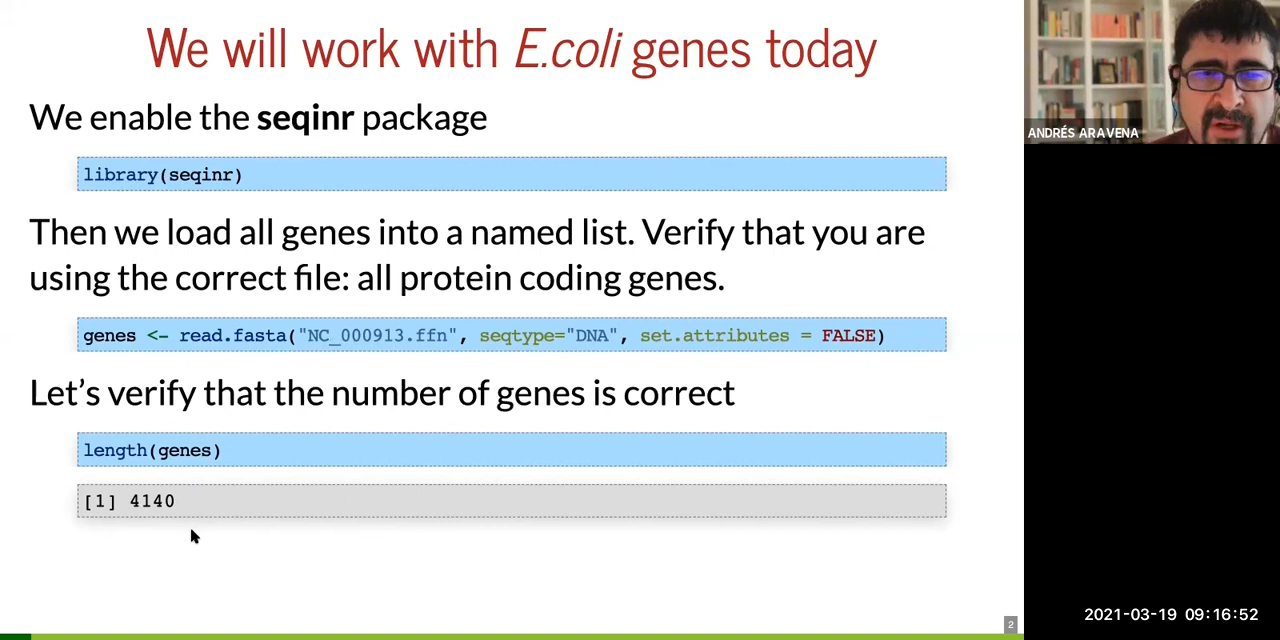 We will work with E.coli genes today
We enable the seqinr package
library(seqinr)
Then we load all genes into a named list. Verify that you are
using the correct file: all protein coding genes.
genes <- read.fasta("NC_000913.ffn", seqtype="DNA", set.attributes = FALSE)
Let’s verify that the number of genes is correct
length(genes)
[1] 4140
2
ANDRÉS ARAVENA
2021-03-19 09:16:52